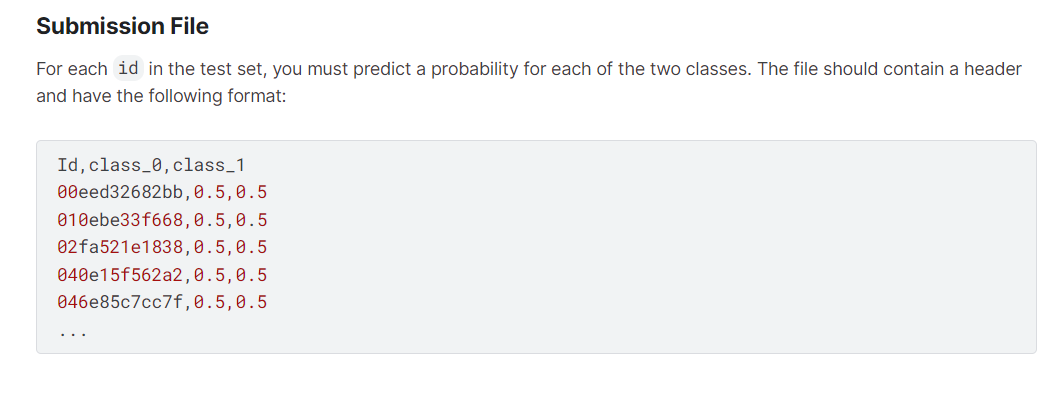 Submission File
For each id in the test set, you must predict a probability for each of the two classes. The file should contain a header
and have the following format:
Id,class_0,class_1
00eed32682bb,0.5,0.5
010ebe33f668,0.5,0.5
02fa521e1838,0.5,0.5
040e15f562a2,0.5,0.5
046e85c7cc7f,0.5,0.5
...